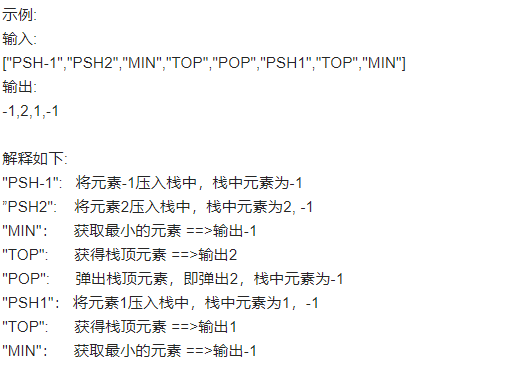 示例:
输入:
["PSH-1","PSH2","MIN","TOP","POP","PSH1","TOP","MIN"]
输出:
-1,2,1,-1
解释如下:
"PSH-1": 将元素-1压入栈中，栈中元素为-1
"PSH2": 将元素2压入栈中，栈中元素为2, -1
"MIN"： 获取最小的元素 ==>输出-1
"TOP": 获得栈顶元素 ==>输出2
"POP": 弹出栈顶元素，即弹出2，栈中元素为-1
"PSH1"： 将元素1压入栈中，栈中元素为1，-1
"TOP": 获得栈顶元素 ==>输出1
"MIN"： 获取最小的元素 ==>输出-1